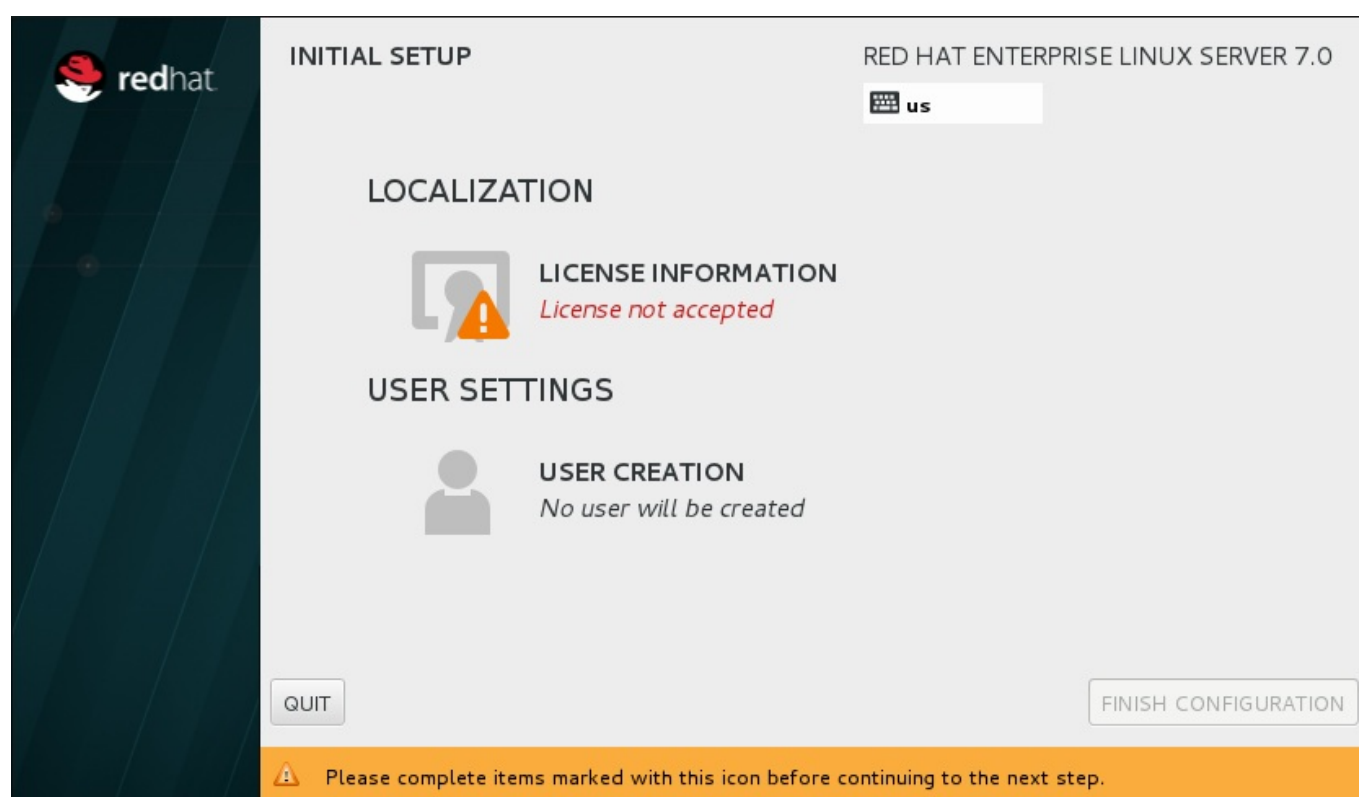 redhat.
INITIAL SETUP
RED HAT ENTERPRISE LINUX SERVER 7.0
us
LOCALIZATION
LICENSE INFORMATION
License not accepted
USER SETTINGS
USER CREATION
No user will be created
QUIT
FINISH CONFIGURATION
Please complete items marked with this icon before continuing to the next step.